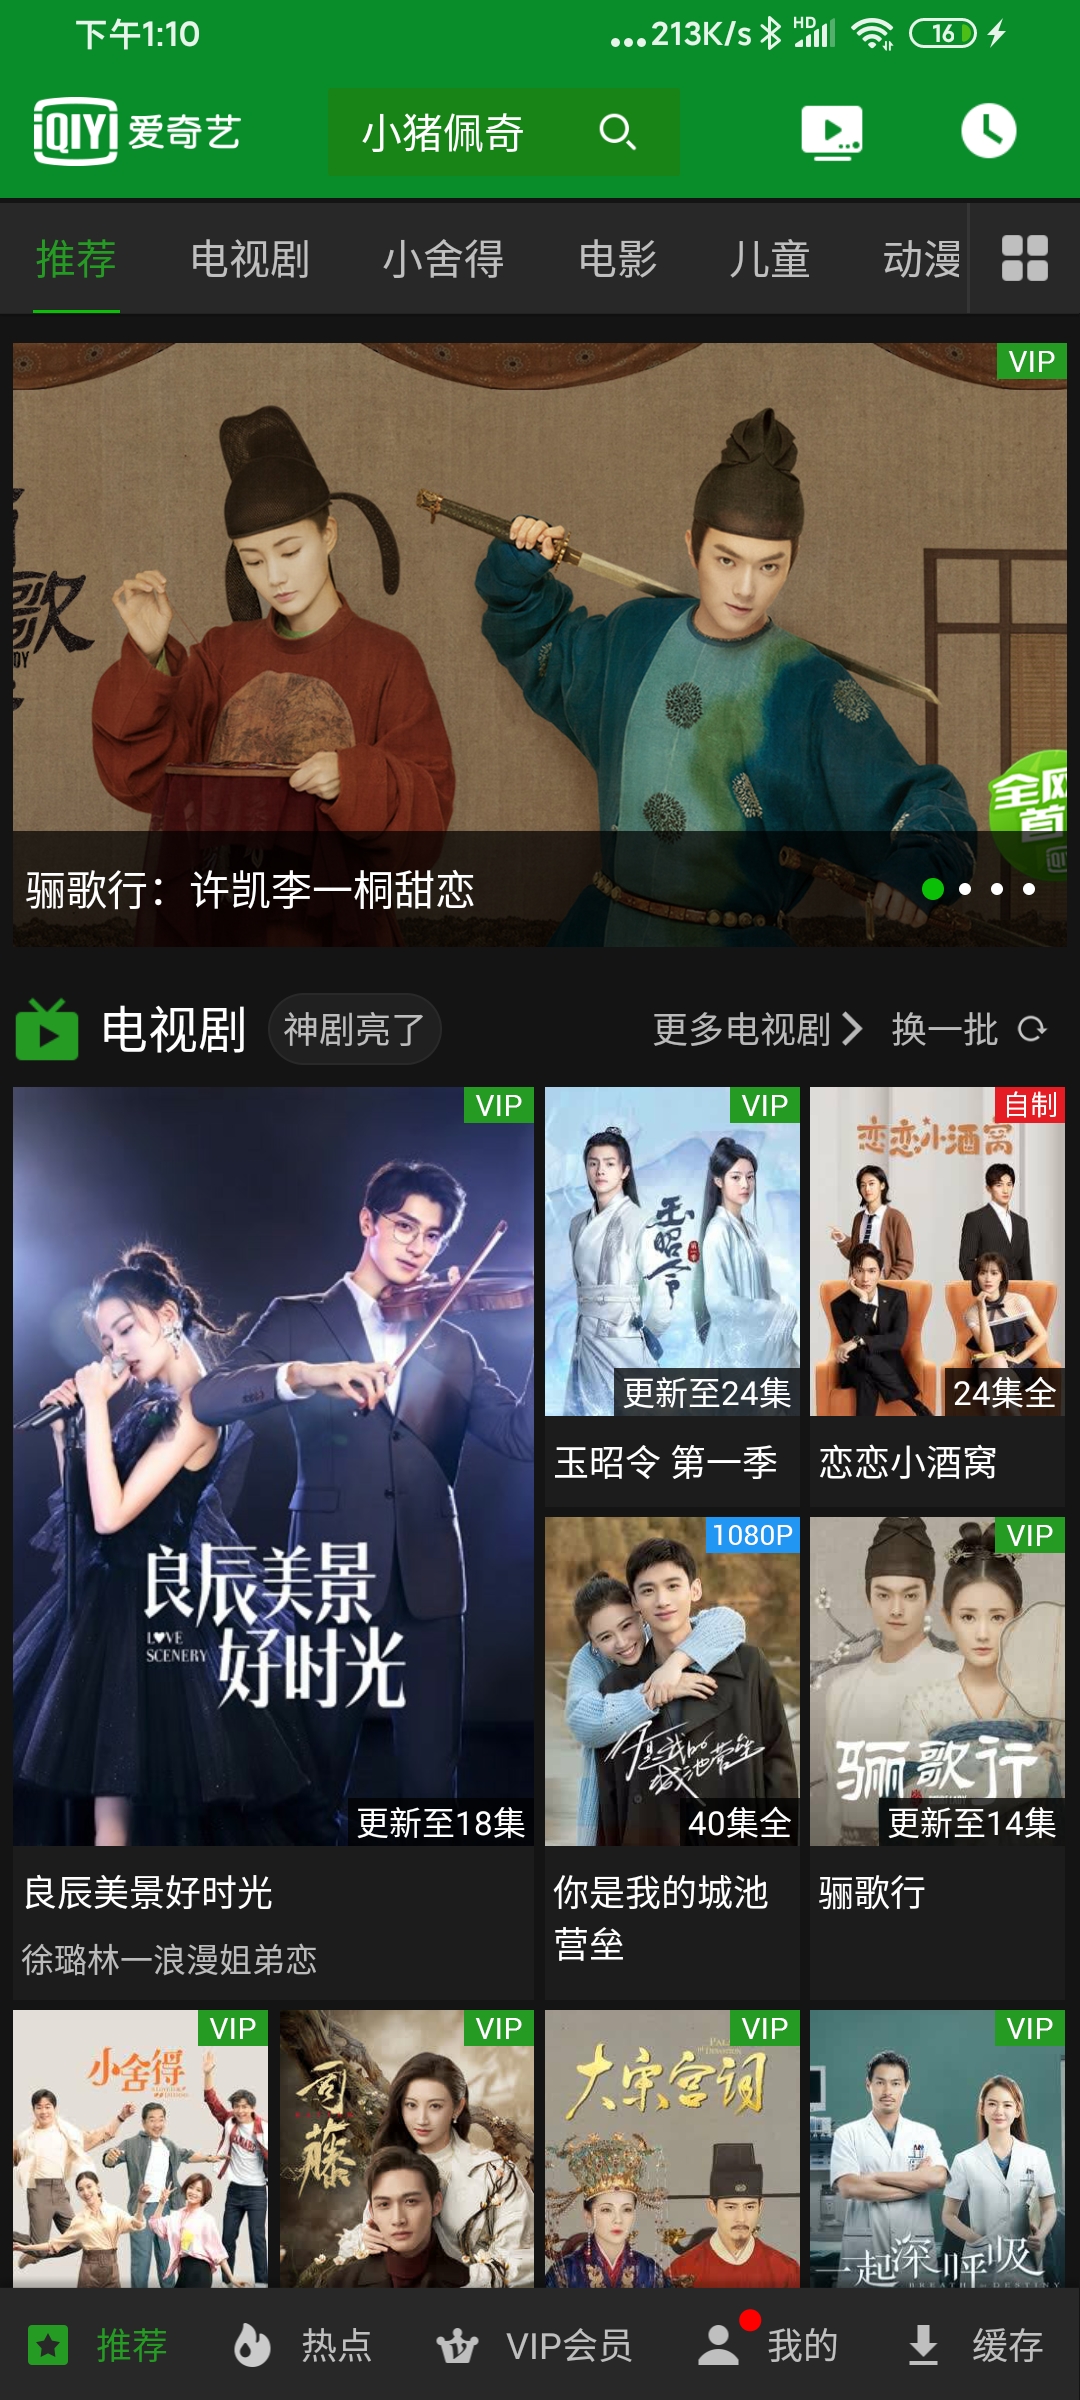 下午1:10
...213K/s HD 16
iQIYI 爱奇艺
小猪佩奇
推荐 电视剧 小舍得 电影 儿童 动漫
VIP
歌
全网
首
骊歌行：许凯李一桐甜恋
电视剧 神剧亮了 更多电视剧 换一批
VIP
良辰美景
LOVE
SCENERY
好时光
更新至18集
良辰美景好时光
徐璐林一浪漫姐弟恋
VIP
玉昭令
第一季
更新至24集
玉昭令 第一季
自制
恋恋小酒窝
24集全
恋恋小酒窝
1080P
你是我的
城池营垒
40集全
你是我的城池
营垒
VIP
骊歌行
更新至14集
骊歌行
VIP
小舍得
VIP
司藤
VIP
大宋宫词
VIP
一起深呼吸
推荐 热点 VIP会员 我的 缓存